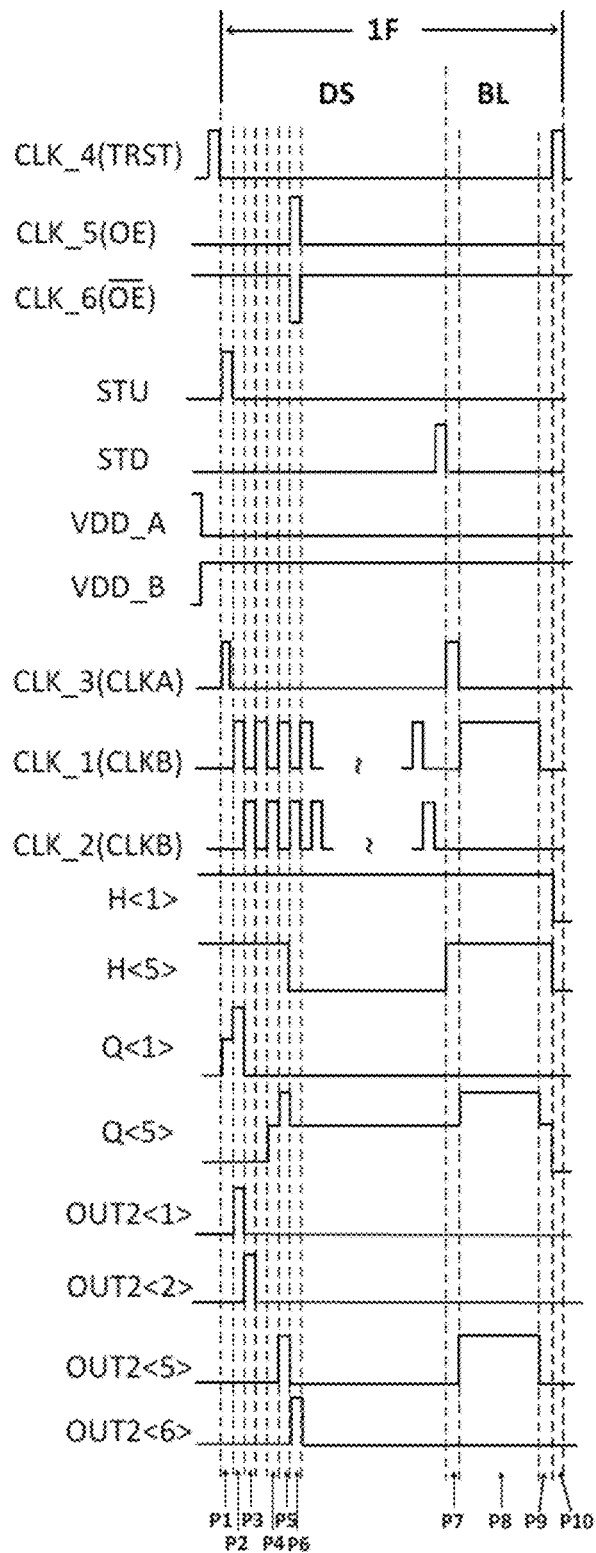 1F
DS BL
CLK_4(TRST)
CLK_5(OE)
CLK_6(O̅E̅)
STU
STD
VDD_A
VDD_B
CLK_3(CLKA)
CLK_1(CLKB)
CLK_2(CLKB)
H<1>
H<5>
Q<1>
Q<5>
OUT2<1>
OUT2<2>
OUT2<5>
OUT2<6>
P1 P3 P5 P7 P8 P9 P10
P2 P4 P6